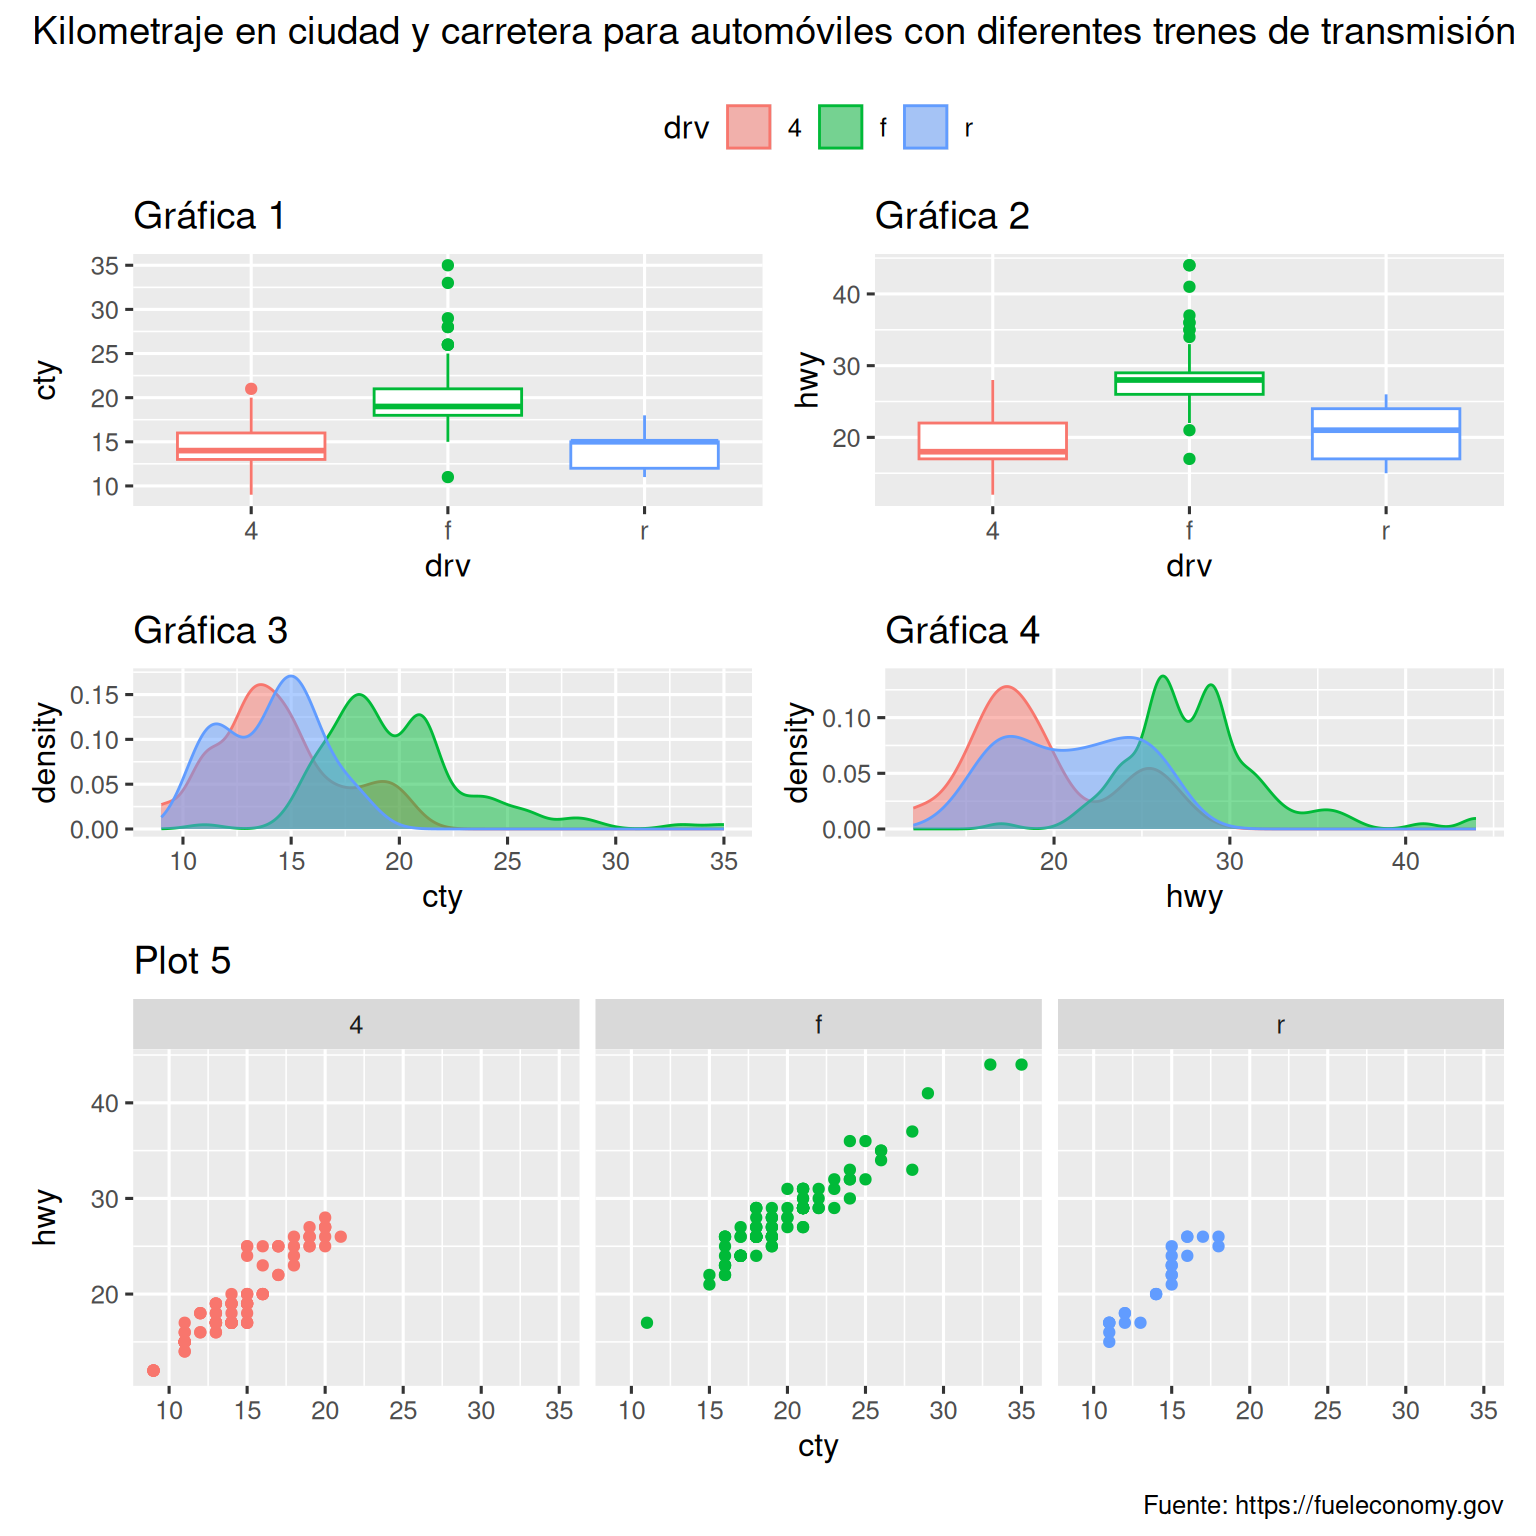 Kilometraje en ciudad y carretera para automóviles con diferentes trenes de transmisión
drv 4 f r
Gráfica 1
cty
35
30
25
20
15
10
4 f r
drv
Gráfica 2
hwy
40
30
20
4 f r
drv
Gráfica 3
density
0.15
0.10
0.05
0.00
10 15 20 25 30 35
cty
Gráfica 4
density
0.10
0.05
0.00
20 30 40
hwy
Plot 5
4 f r
hwy
40
30
20
10 15 20 25 30 35 10 15 20 25 30 35 10 15 20 25 30 35
cty
Fuente: https://fueleconomy.gov